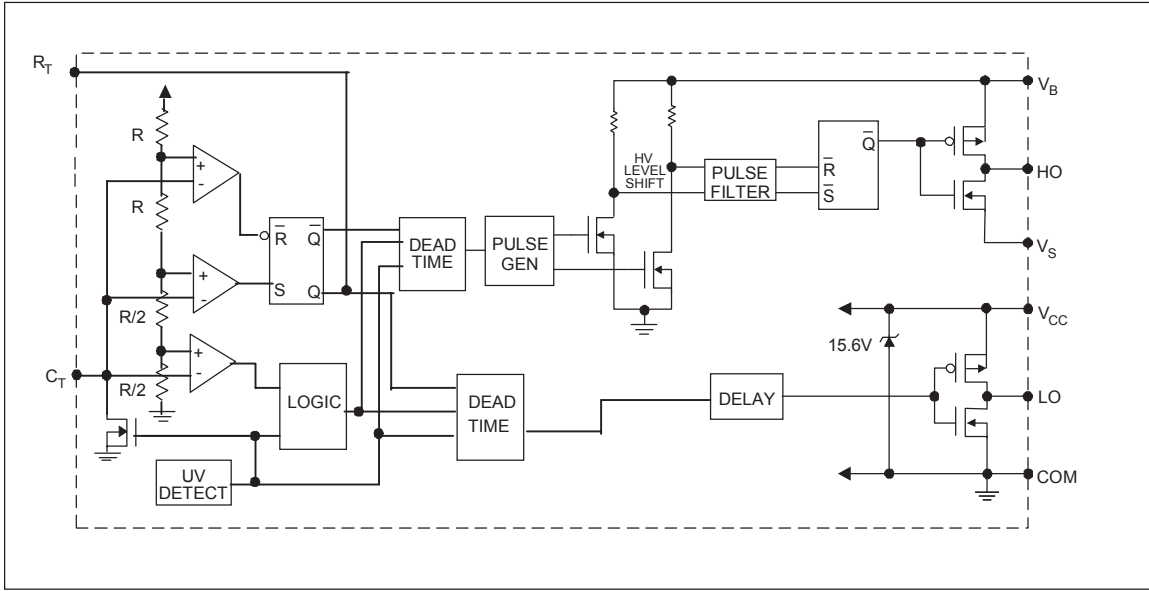 R_T
R
+
-
R
+
-
R/2
+
-
R/2
C_T
R̅ Q̅
S Q
LOGIC
UV
DETECT
DEAD
TIME
DEAD
TIME
PULSE
GEN
HV
LEVEL
SHIFT
PULSE
FILTER
R̅
S̅
Q̅
DELAY
15.6V
V_B
HO
V_S
V_CC
LO
COM